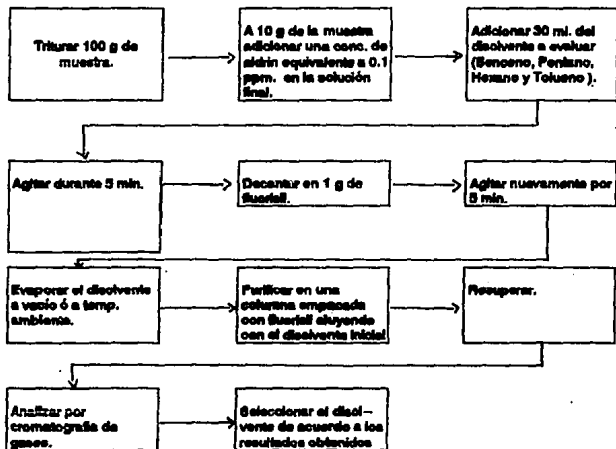 Triturar 100 g de
muestra.
A 10 g de la muestra
adicionar una conc. de
aldrin equivalente a 0.1
ppm. en la solución
final.
Adicionar 30 ml. del
disolvente a evaluar
(Benceno, Pentano,
Hexano y Tolueno ).
Agitar durante 5 min.
Decantar en 1 g de
fluorisil.
Agitar nuevamente por
5 min.
Evaporar el disolvente
a vacío ó a temp.
ambiente.
Purificar en una
columna empacada
con fluorisil eluyendo
con el disolvente inicial
Recuperar.
Analizar por
cromatografía de
gases.
Seleccionar el disol-
vente de acuerdo a los
resultados obtenidos